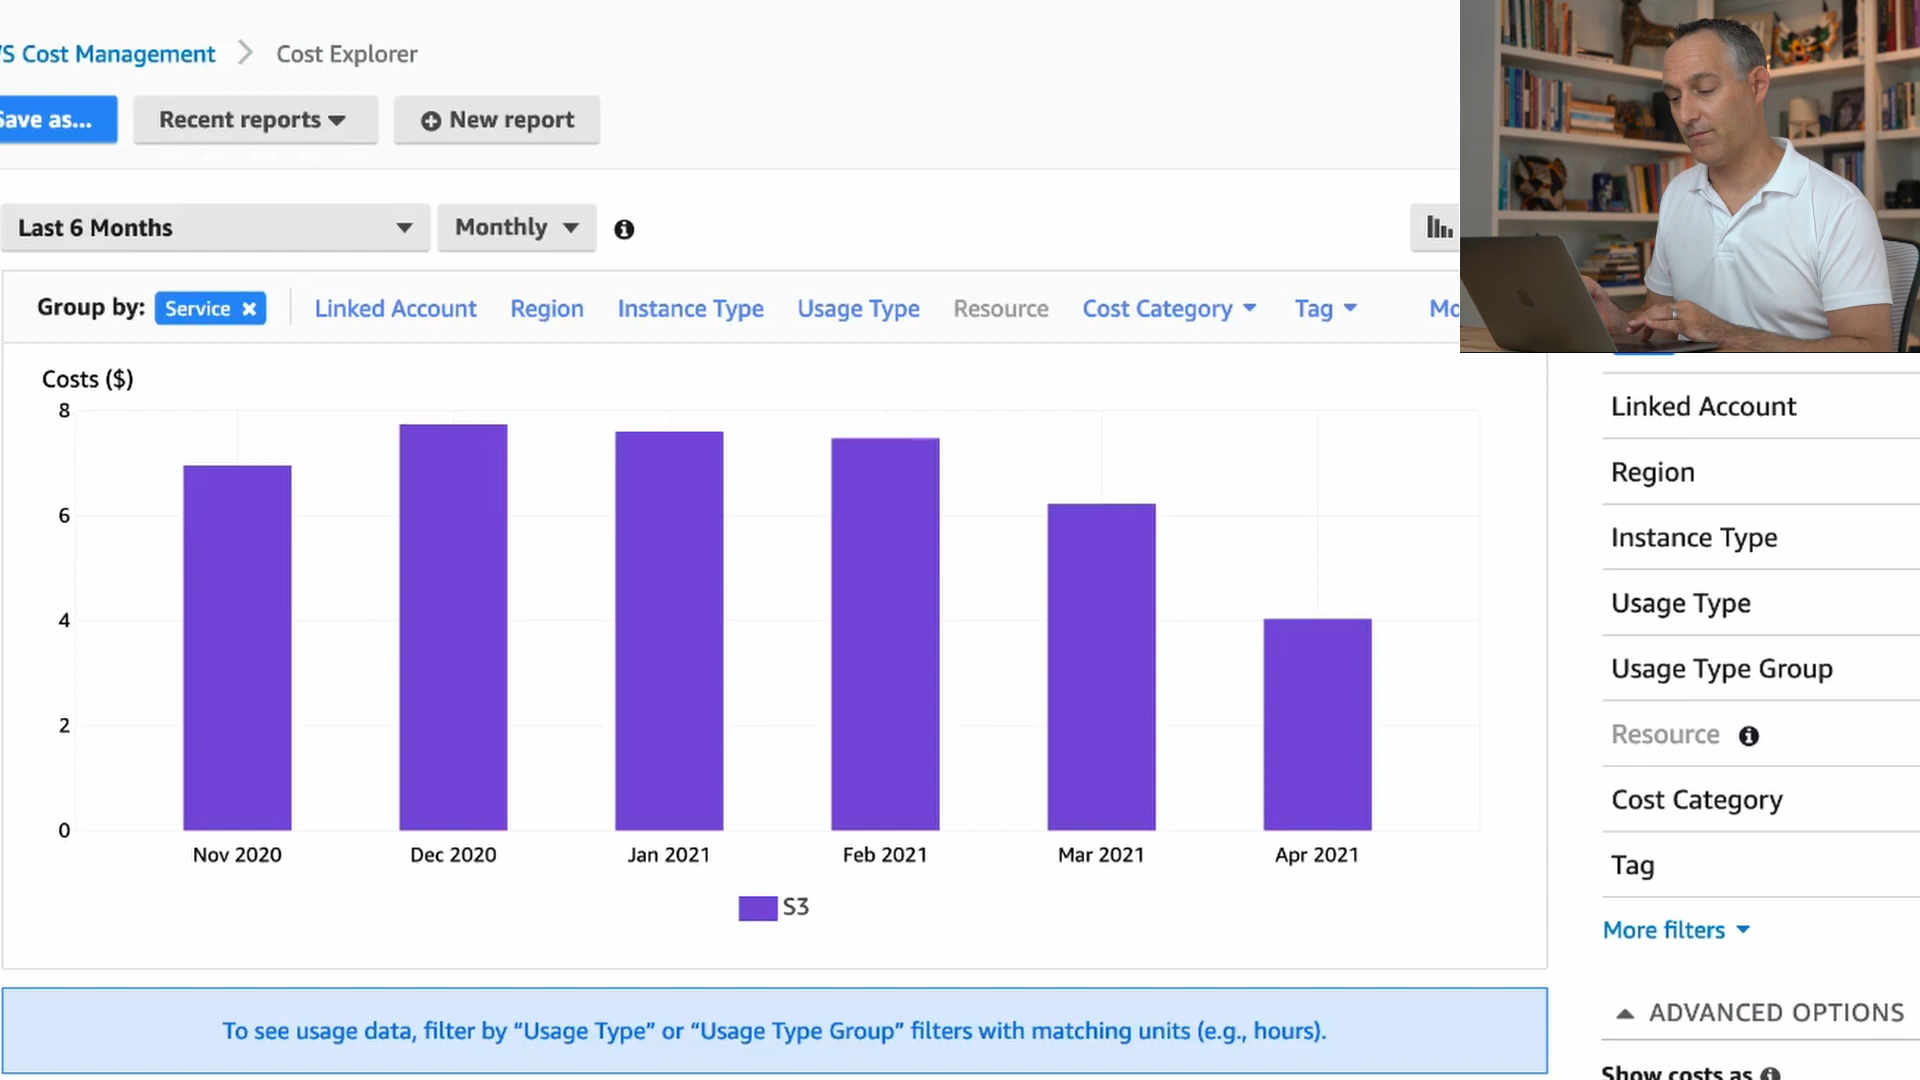 /S Cost Management > Cost Explorer
Save as... Recent reports New report
Last 6 Months Monthly
Group by: Service × Linked Account Region Instance Type Usage Type Resource Cost Category Tag Mo
Costs ($)
8
6
4
2
0
Nov 2020 Dec 2020 Jan 2021 Feb 2021 Mar 2021 Apr 2021
S3
To see usage data, filter by “Usage Type” or “Usage Type Group” filters with matching units (e.g., hours).
Linked Account
Region
Instance Type
Usage Type
Usage Type Group
Resource
Cost Category
Tag
More filters
ADVANCED OPTIONS
Show costs as